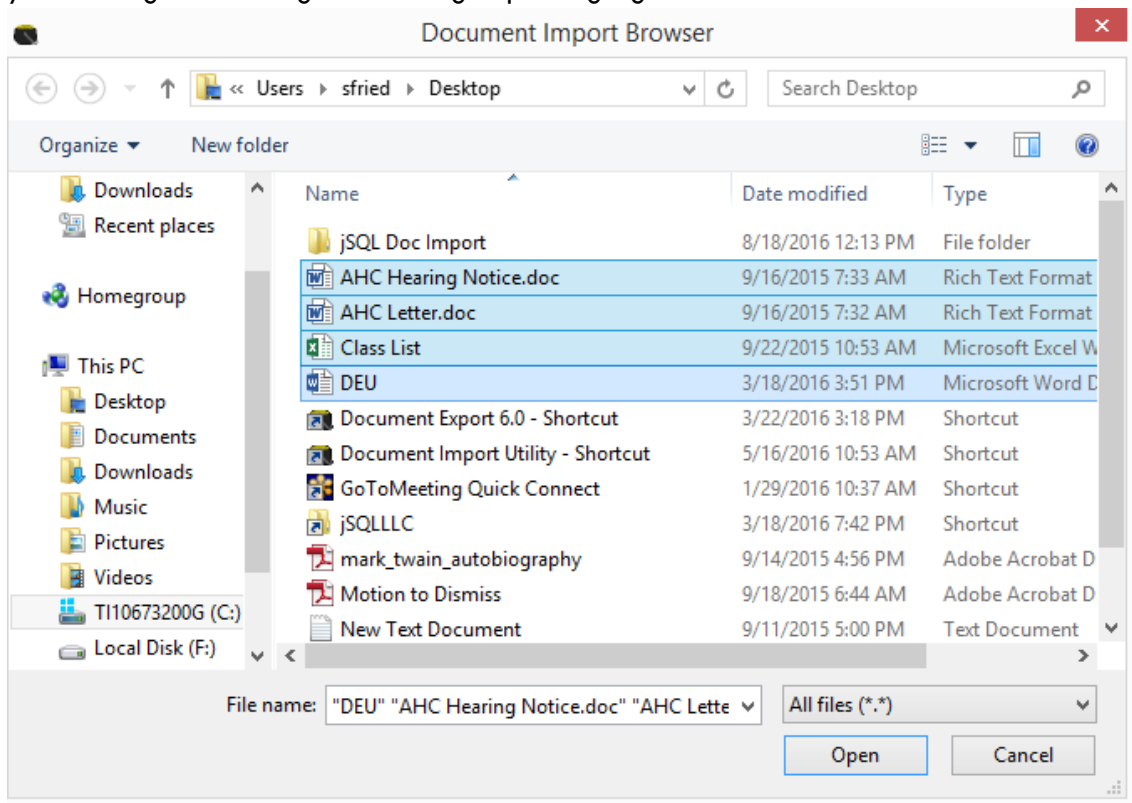 Document Import Browser
« Users Desktop sfried Search Desktop
Organize New folder
Downloads
Recent places
Homegroup
This PC
Desktop
Documents
Downloads
Music
Pictures
Videos
TI10673200G (C:)
Local Disk (F:)
Name Date modified Type
jSQL Doc Import 8/18/2016 12:13 PM File folder
AHC Hearing Notice.doc 9/16/2015 7:33 AM Rich Text Format
AHC Letter.doc 9/16/2015 7:32 AM Rich Text Format
Class List 9/22/2015 10:53 AM Microsoft Excel W
DEU 3/18/2016 3:51 PM Microsoft Word D
Document Export 6.0 - Shortcut 3/22/2016 3:18 PM Shortcut
Document Import Utility - Shortcut 5/16/2016 10:53 AM Shortcut
GoToMeeting Quick Connect 1/29/2016 10:37 AM Shortcut
jSQLLLC 3/18/2016 7:42 PM Shortcut
mark_twain_autobiography 9/14/2015 4:56 PM Adobe Acrobat D
Motion to Dismiss 9/18/2015 6:44 AM Adobe Acrobat D
New Text Document 9/11/2015 5:00 PM Text Document
File name: "DEU" "AHC Hearing Notice.doc" "AHC Lette All files (*.*)
Open Cancel